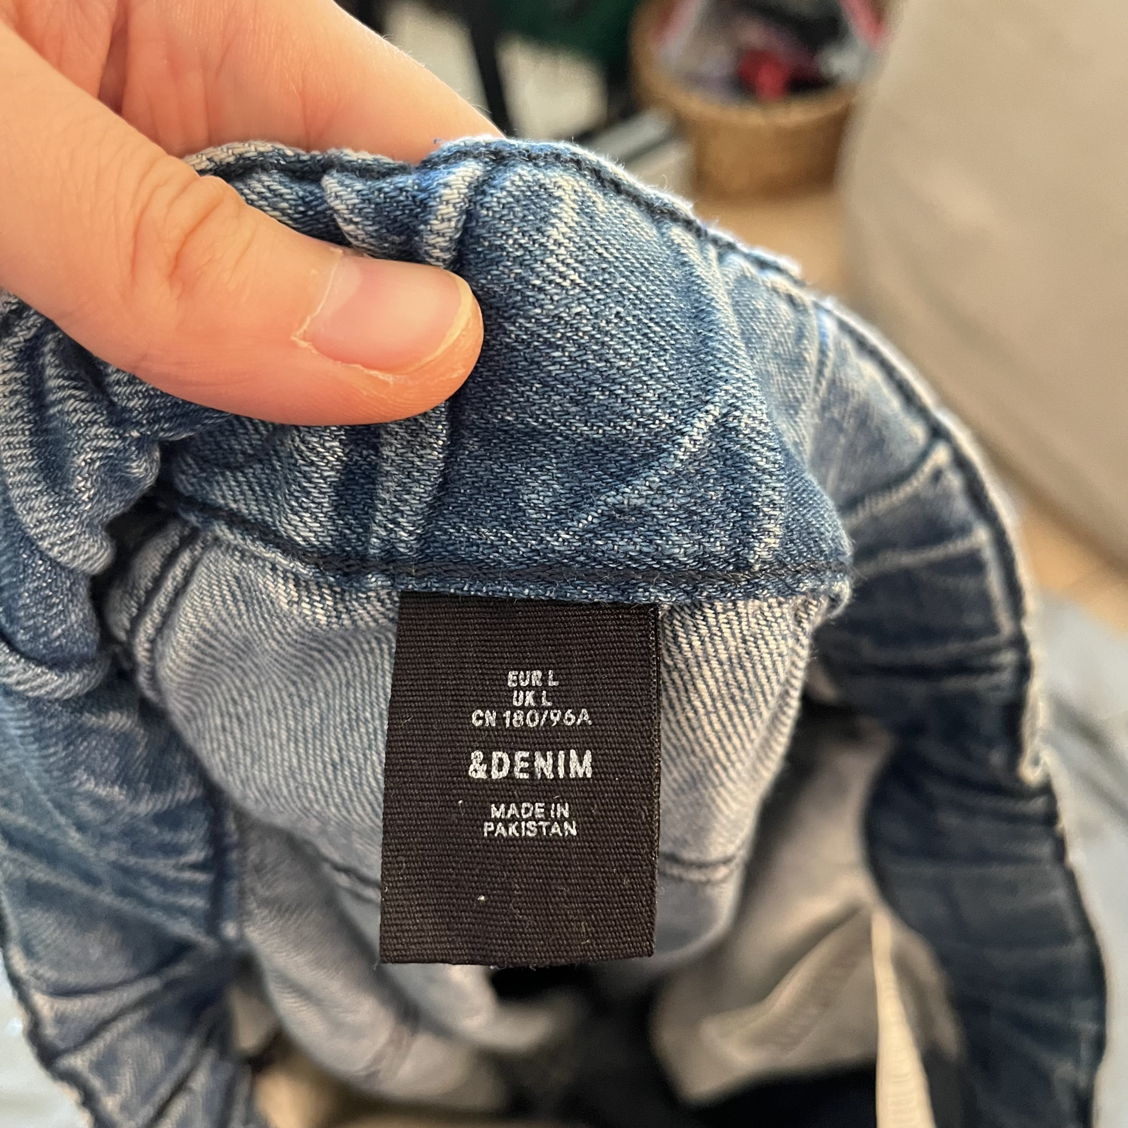 EUR L
UK L
CN 180/96A
&DENIM
MADE IN
PAKISTAN